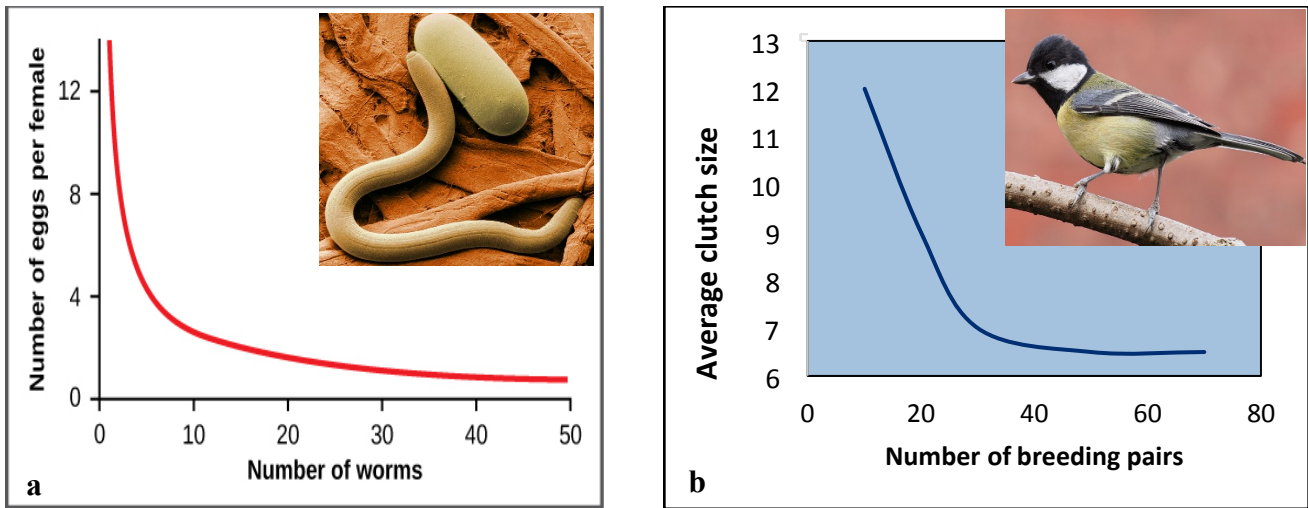 Number of eggs per female
12
8
4
0
0 10 20 30 40 50
Number of worms
a
Average clutch size
13
12
11
10
9
8
7
6
0 20 40 60 80
Number of breeding pairs
b